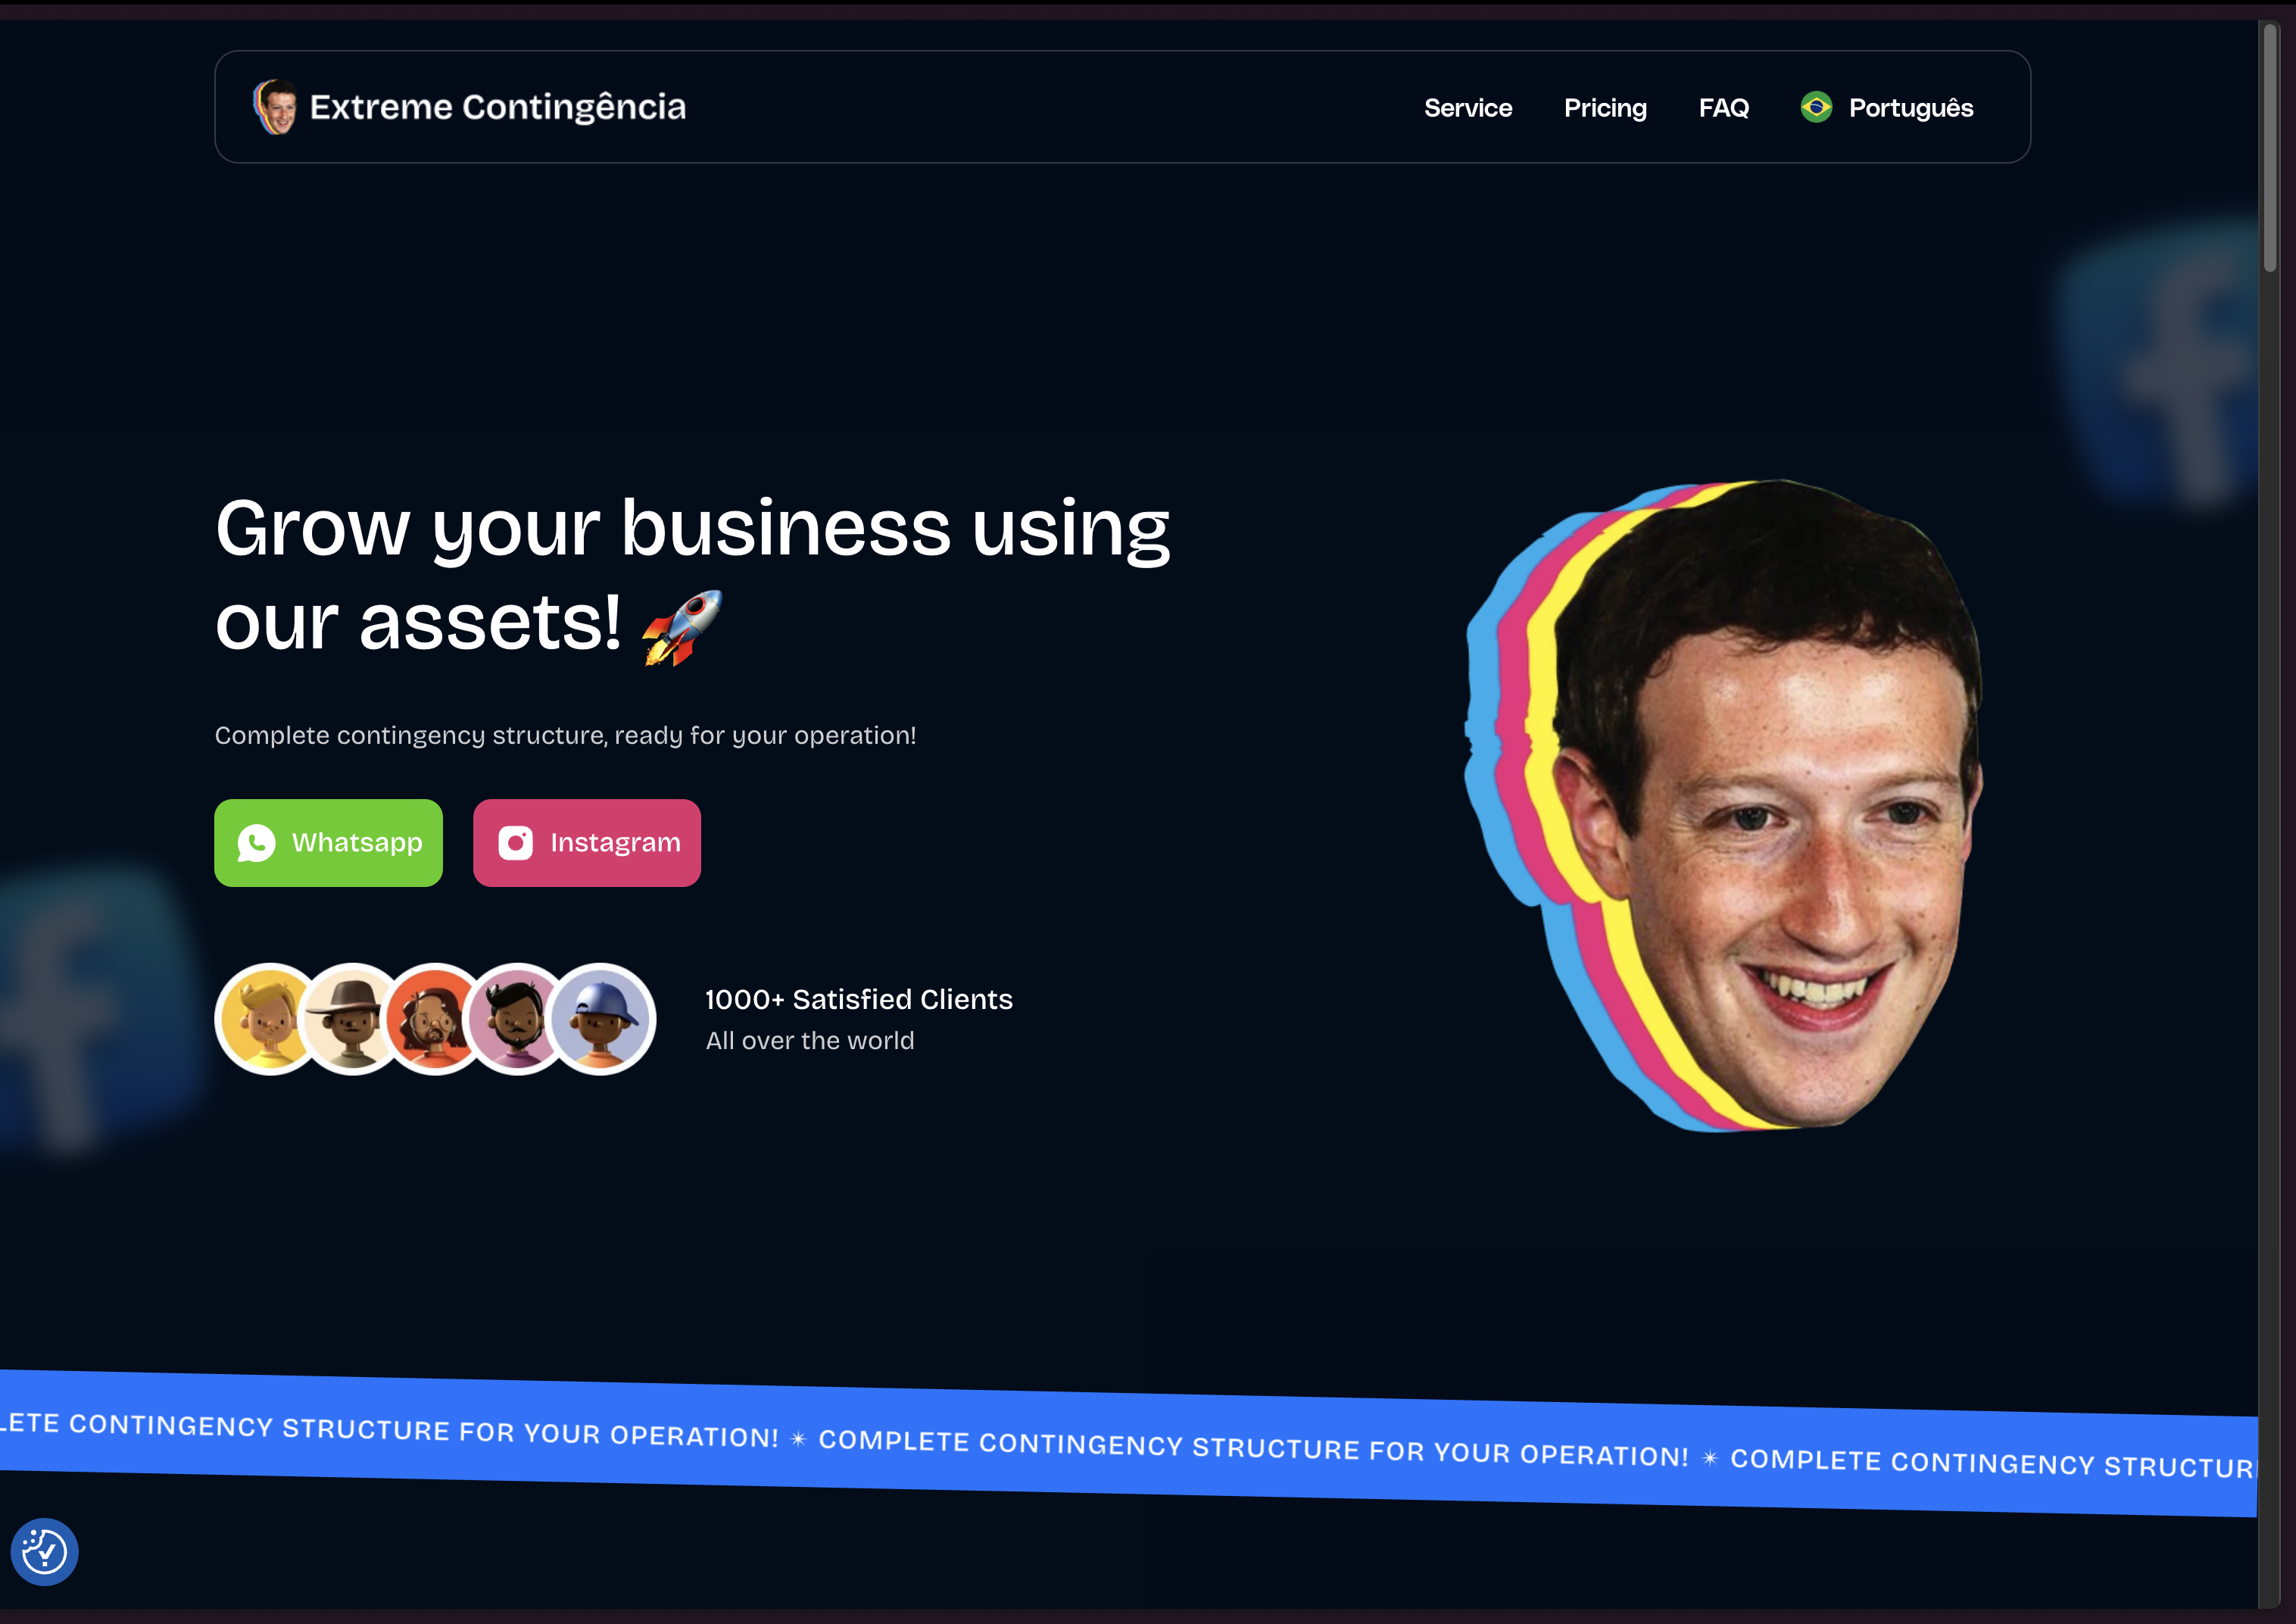 Extreme Contingência
Service
Pricing
FAQ
Português
Grow your business using
our assets!
Complete contingency structure, ready for your operation!
Whatsapp
Instagram
1000+ Satisfied Clients
All over the world
CONTINGENCY STRUCTURE FOR YOUR OPERATION! ✴ COMPLETE CONTINGENCY STRUCTURE FOR YOUR OPERATION! ✴ COMPLETE CONTINGENCY